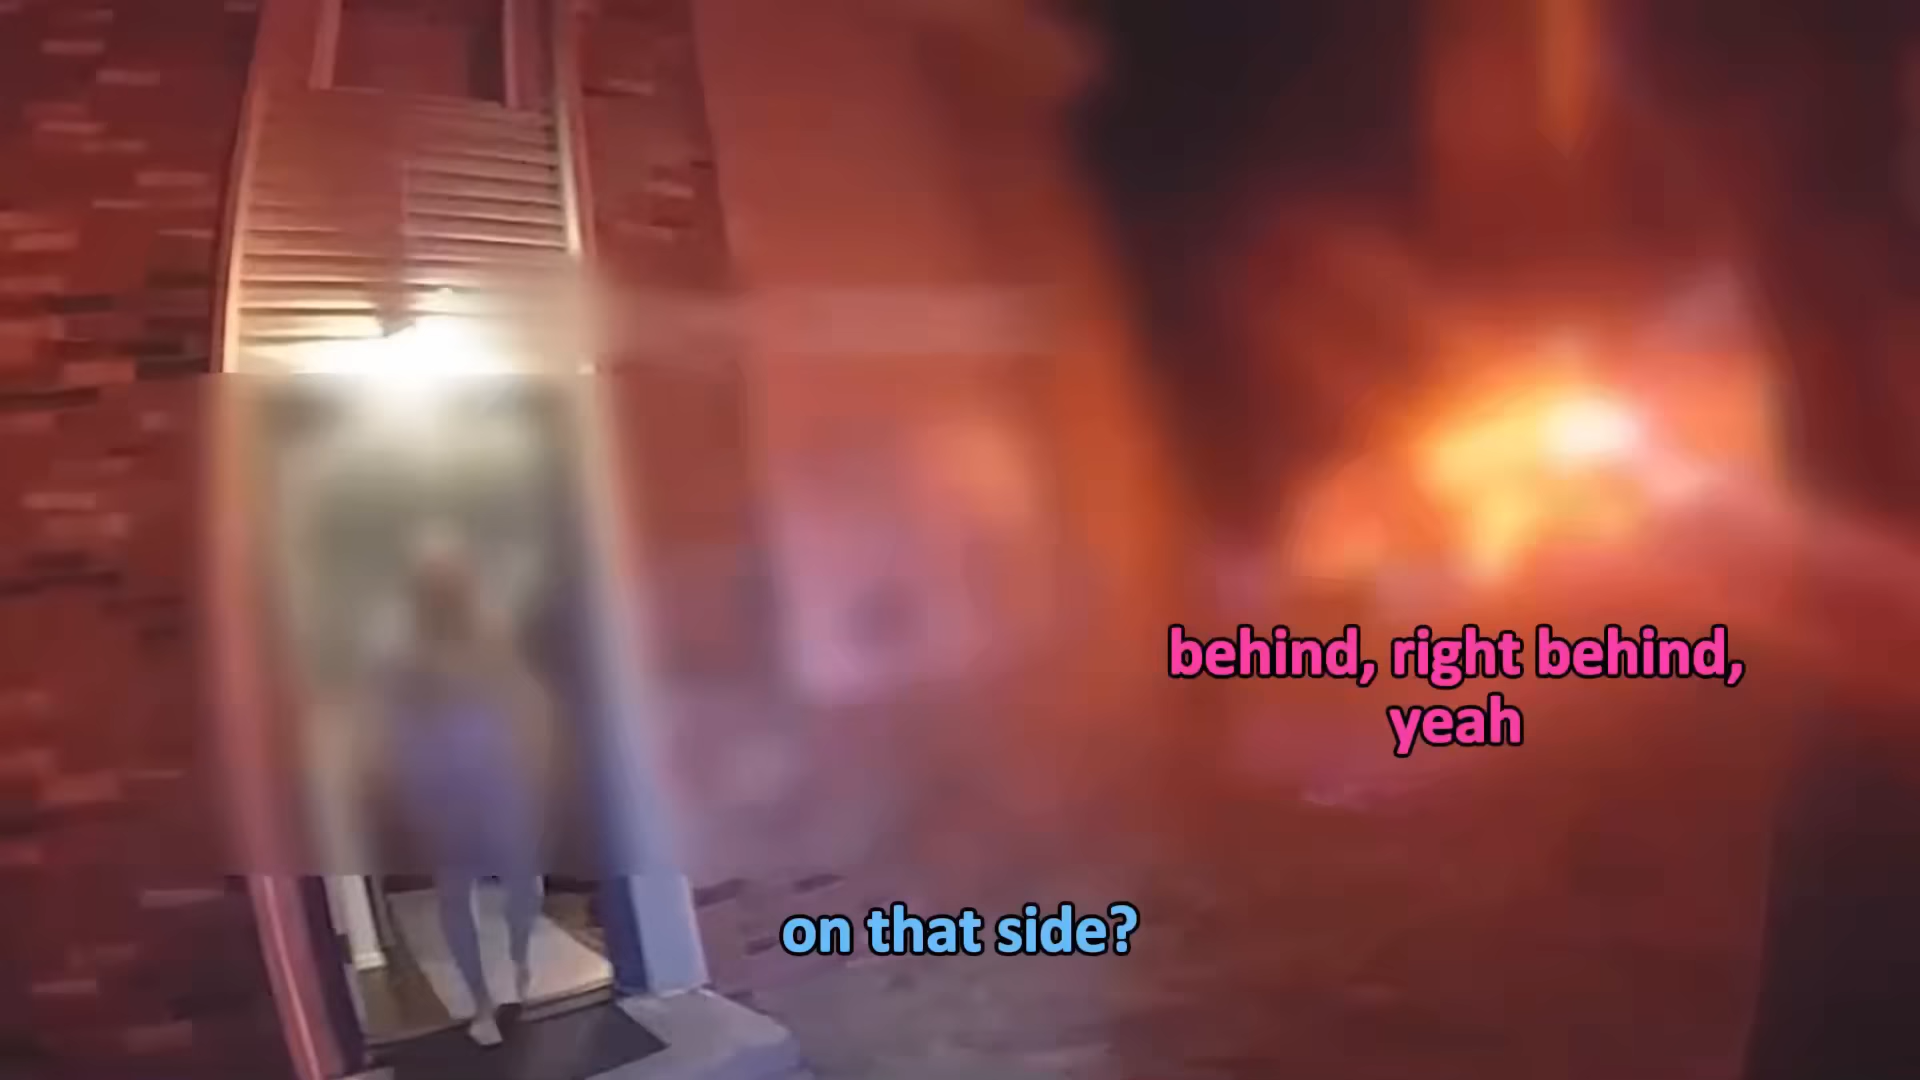 behind, right behind,
yeah
on that side?